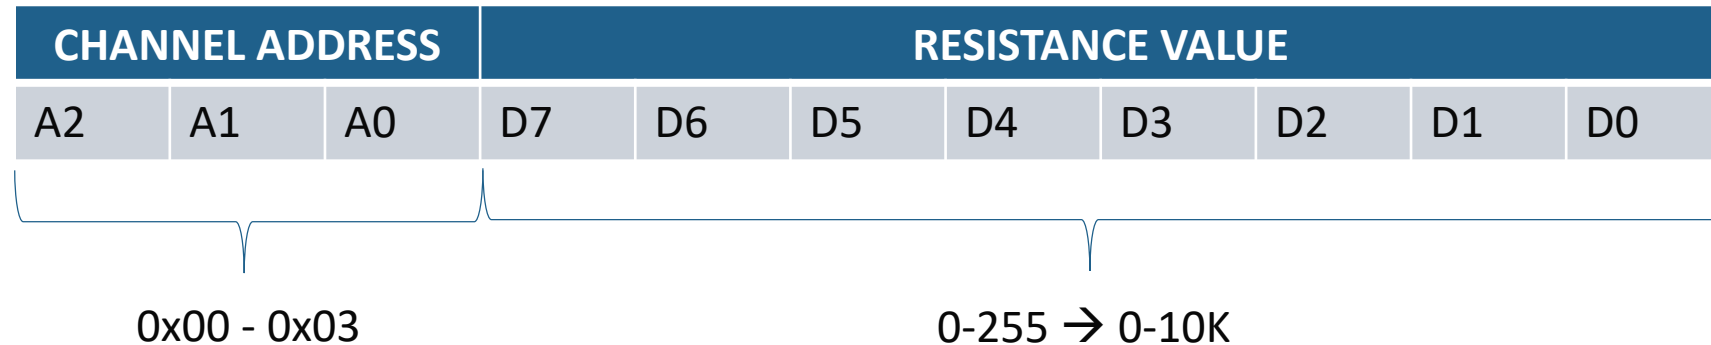 CHANNEL ADDRESS RESISTANCE VALUE
A2 A1 A0 D7 D6 D5 D4 D3 D2 D1 D0
0x00 - 0x03 0-255 → 0-10K